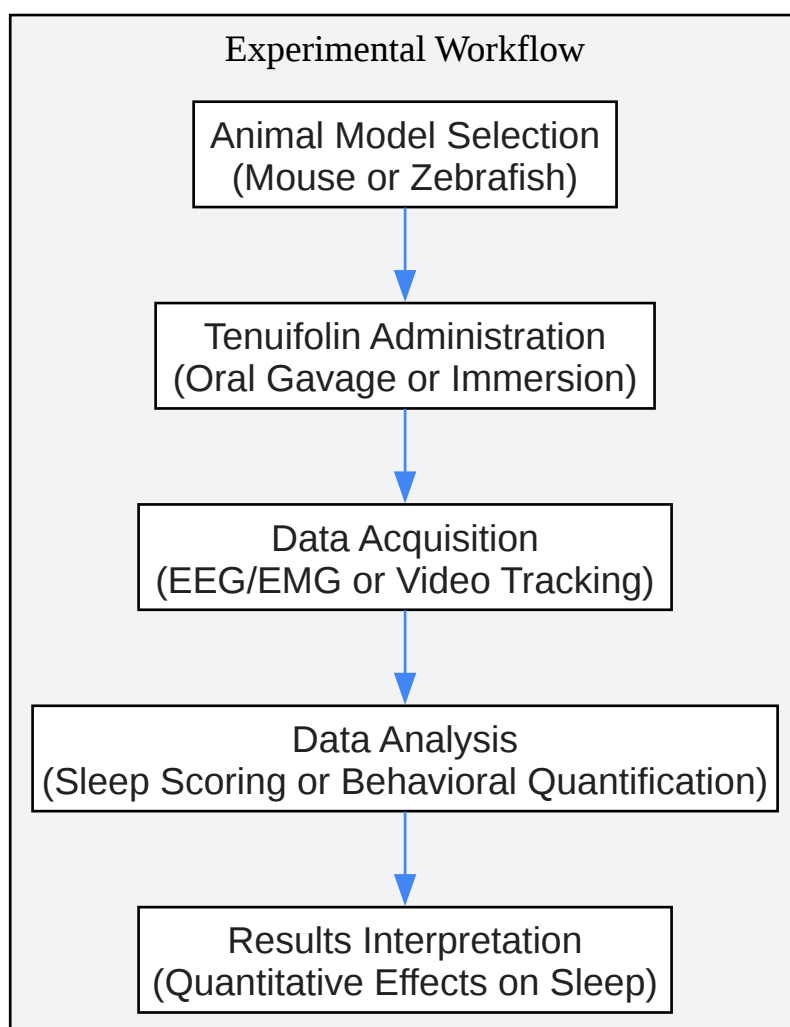 Experimental Workflow
Animal Model Selection
(Mouse or Zebrafish)
Tenuifolin Administration
(Oral Gavage or Immersion)
Data Acquisition
(EEG/EMG or Video Tracking)
Data Analysis
(Sleep Scoring or Behavioral Quantification)
Results Interpretation
(Quantitative Effects on Sleep)